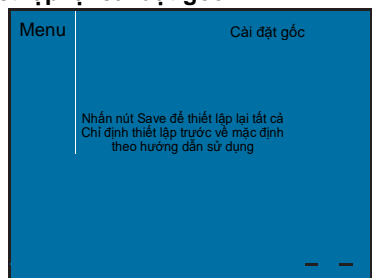 Menu
Cài đặt gốc
Nhấn nút Save để thiết lập lại tất cả
Chỉ định thiết lập trước về mặc định
theo hướng dẫn sử dụng